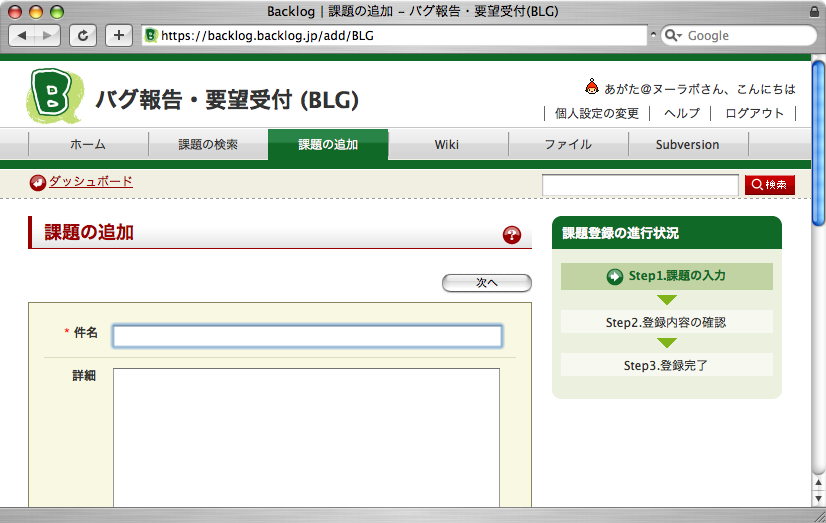 Backlog | 課題の追加 – バグ報告・要望受付(BLG)
https://backlog.backlog.jp/add/BLG
Google
B
バグ報告・要望受付 (BLG)
あがた@ヌーラボさん、こんにちは
個人設定の変更 ヘルプ ログアウト
ホーム 課題の検索 課題の追加 Wiki ファイル Subversion
ダッシュボード
検索
課題の追加
?
次へ
* 件名
詳細
課題登録の進行状況
Step1.課題の入力
Step2.登録内容の確認
Step3.登録完了